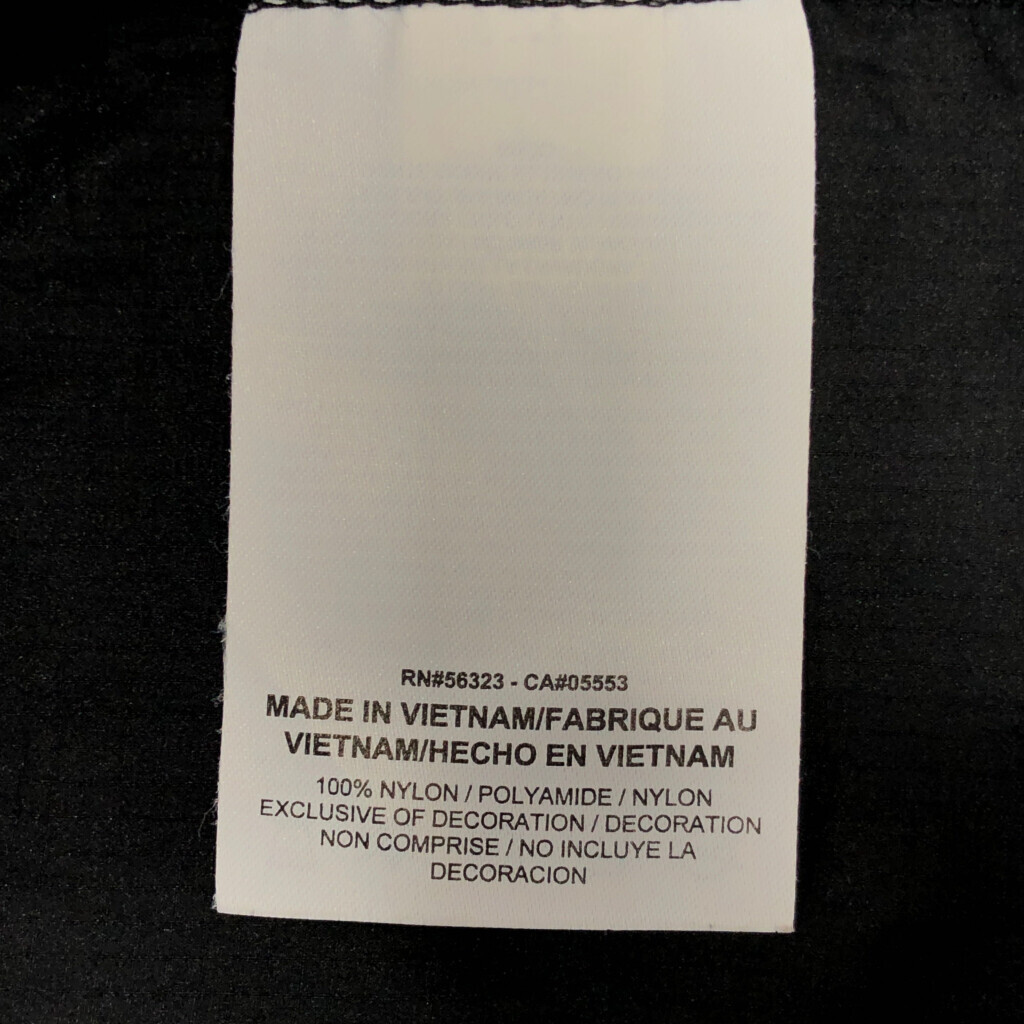 RN#56323 - CA#05553
MADE IN VIETNAM/FABRIQUE AU
VIETNAM/HECHO EN VIETNAM
100% NYLON / POLYAMIDE / NYLON
EXCLUSIVE OF DECORATION / DECORATION
NON COMPRISE / NO INCLUYE LA
DECORACION